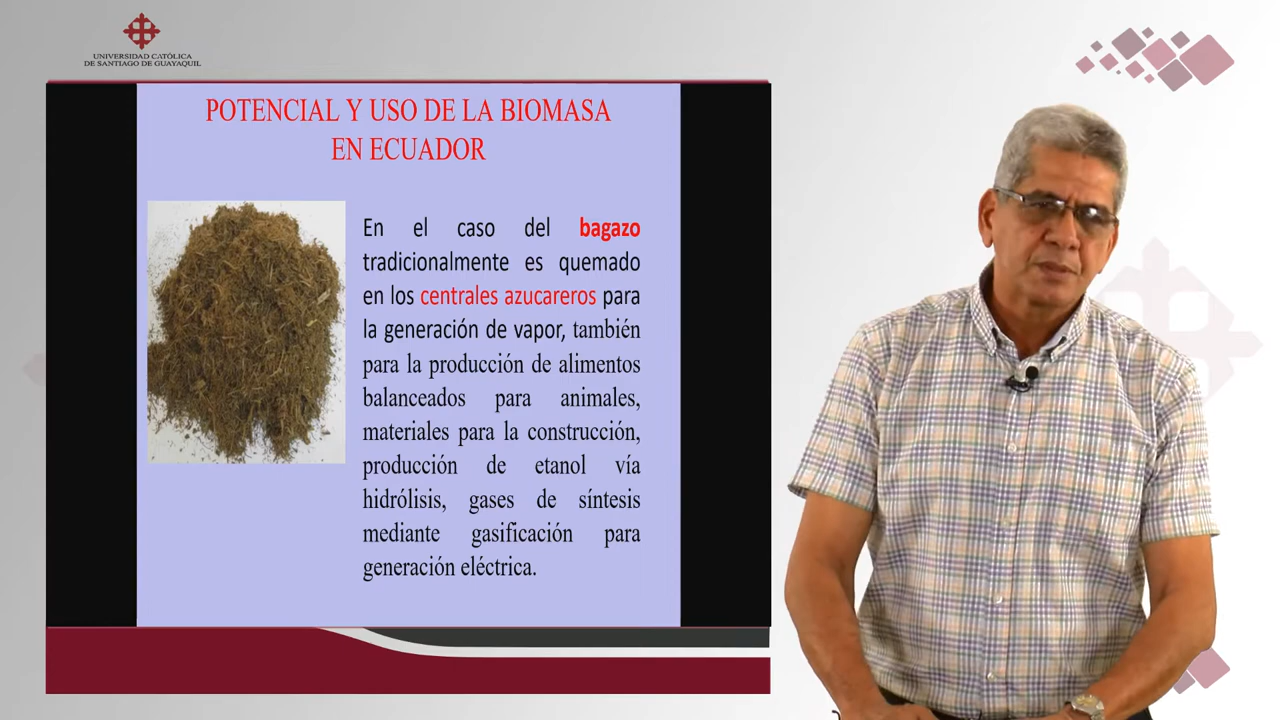 UNIVERSIDAD CATÓLICA
DE SANTIAGO DE GUAYAQUIL
POTENCIAL Y USO DE LA BIOMASA
EN ECUADOR
En el caso del bagazo
tradicionalmente es quemado
en los centrales azucareros para
la generación de vapor, también
para la producción de alimentos
balanceados para animales,
materiales para la construcción,
producción de etanol vía
hidrólisis, gases de síntesis
mediante gasificación para
generación eléctrica.